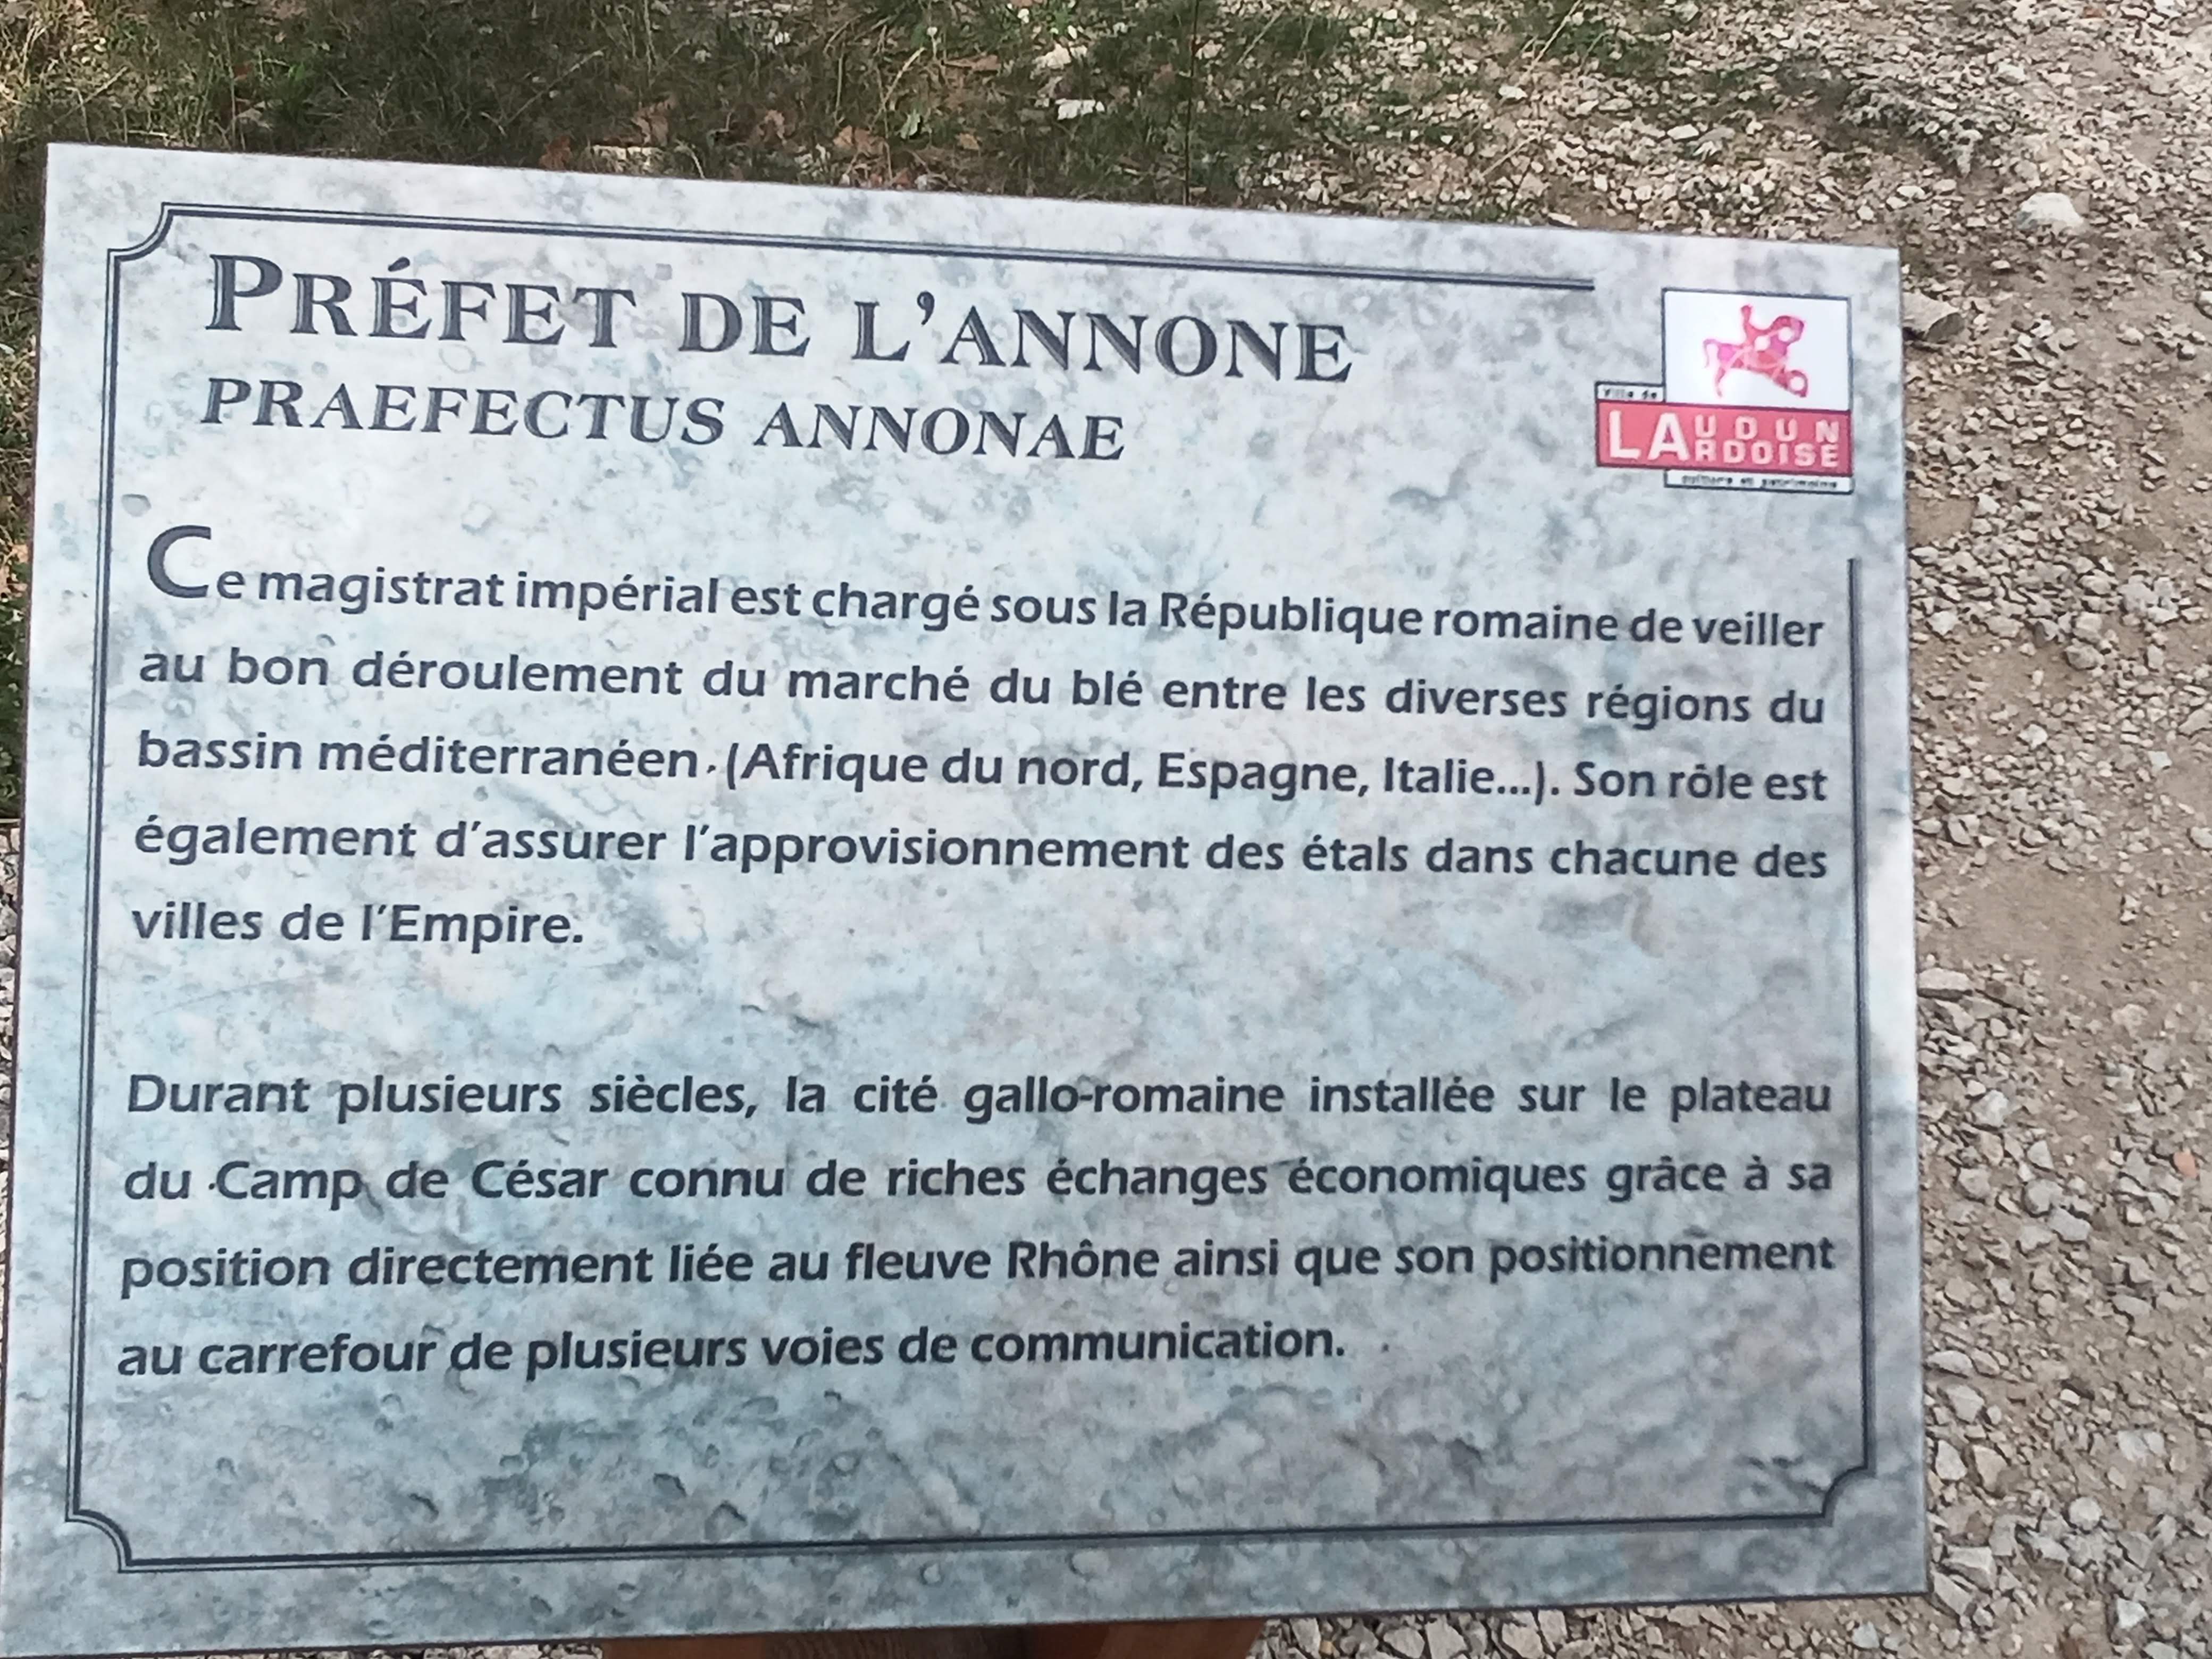 PRÉFET DE L'ANNONE
PRAEFECTUS ANNONAE
Ville de
LAUDUN
LARDOISE
culture et patrimoine
Ce magistrat impérial est chargé sous la République romaine de veiller
au bon déroulement du marché du blé entre les diverses régions du
bassin méditerranéen. (Afrique du nord, Espagne, Italie...). Son rôle est
également d'assurer l'approvisionnement des étals dans chacune des
villes de l'Empire.
Durant plusieurs siècles, la cité gallo-romaine installée sur le plateau
du Camp de César connu de riches échanges économiques grâce à sa
position directement liée au fleuve Rhône ainsi que son positionnement
au carrefour de plusieurs voies de communication.